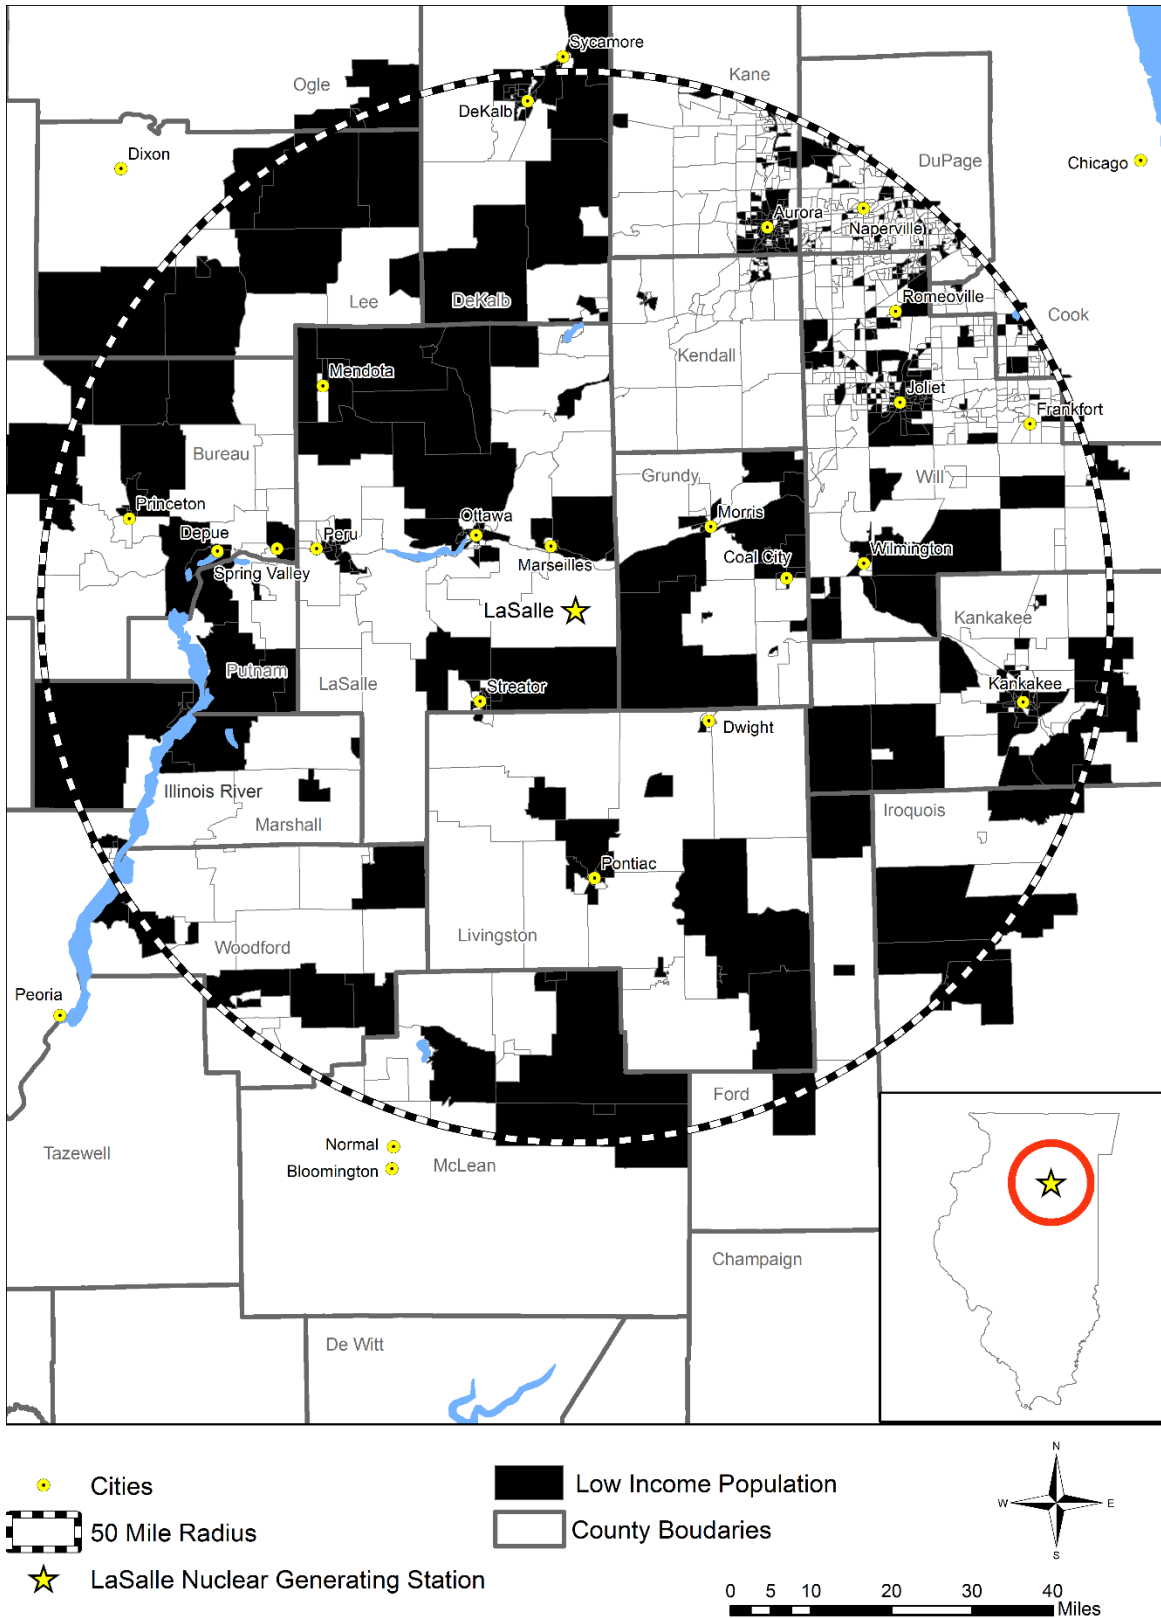 Sycamore
Ogle
Kane
DeKalb
Dixon
DuPage
Chicago
Aurora
Naperville
Lee
DeKalb
Romeoville
Cook
Kendall
Mendota
Joliet
Frankfort
Bureau
Grundy
Will
Princeton
Ottawa
Morris
Depue
Peru
Spring Valley
Marseilles
Coal City
Wilmington
LaSalle
Kankakee
Putnam
LaSalle
Streator
Kankakee
Dwight
Illinois River
Marshall
Iroquois
Pontiac
Woodford
Livingston
Peoria
Ford
Normal
Bloomington
McLean
Tazewell
Champaign
De Witt
Cities
Low Income Population
50 Mile Radius
County Boudaries
LaSalle Nuclear Generating Station
N
W
E
S
0 5 10 20 30 40
Miles